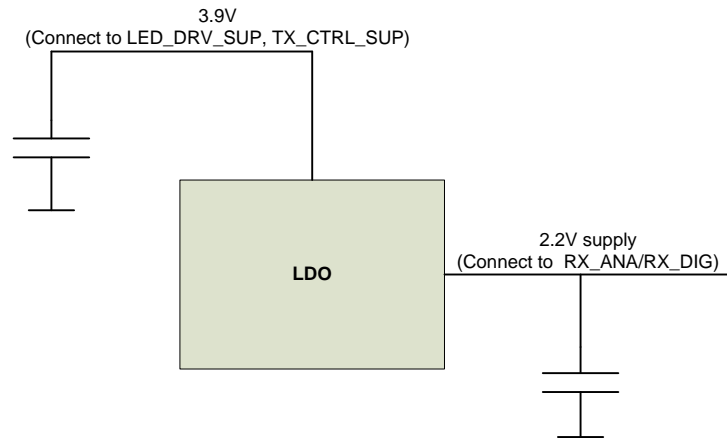 3.9V
(Connect to LED_DRV_SUP, TX_CTRL_SUP)
LDO
2.2V supply
(Connect to RX_ANA/RX_DIG)